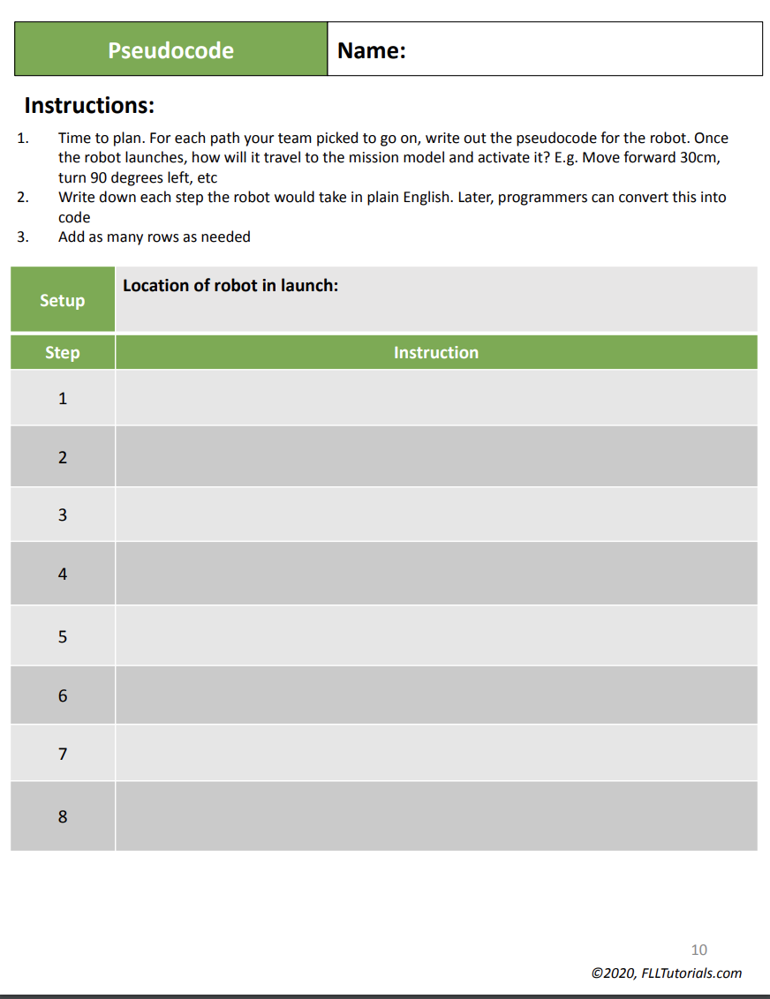 Pseudocode
Name:
Instructions:
1. Time to plan. For each path your team picked to go on, write out the pseudocode for the robot. Once
the robot launches, how will it travel to the mission model and activate it? E.g. Move forward 30cm,
turn 90 degrees left, etc
2. Write down each step the robot would take in plain English. Later, programmers can convert this into
code
3. Add as many rows as needed
Setup
Location of robot in launch:
Step
Instruction
1
2
3
4
5
6
7
8
10
©2020, FLLTutorials.com